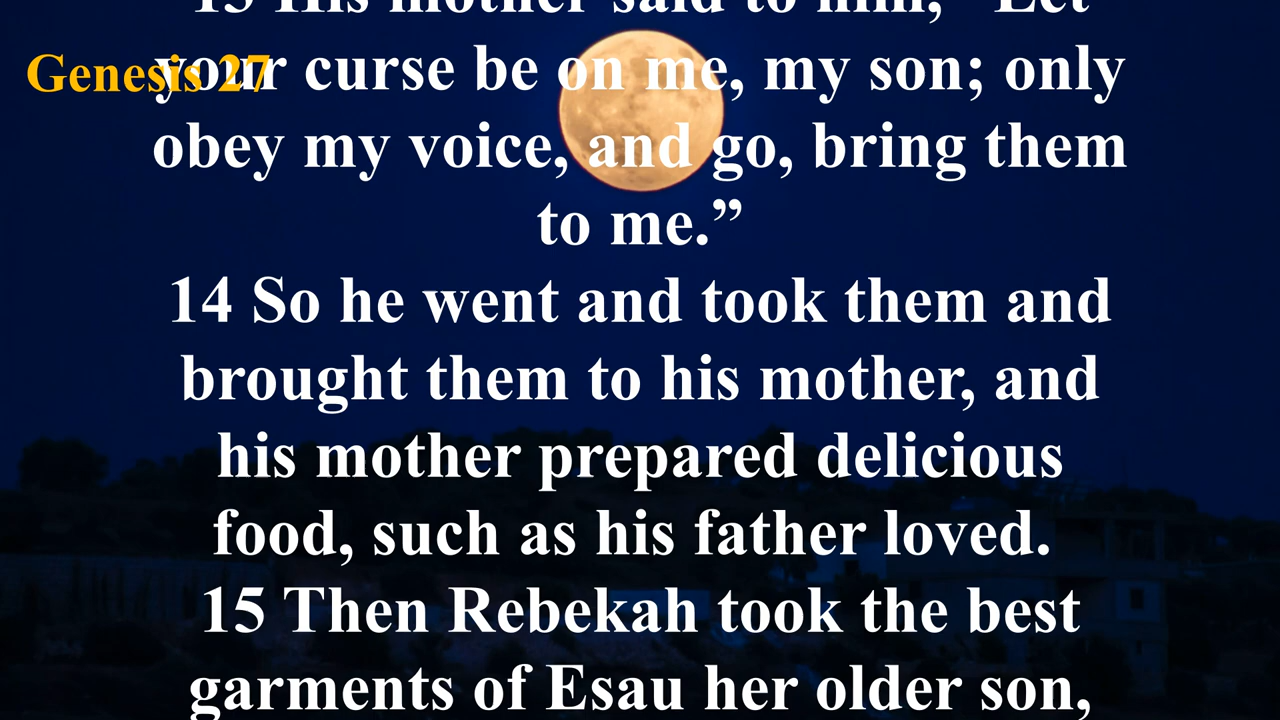 13 His mother said to him, “Let
Genesis 27
your curse be on me, my son; only
obey my voice, and go, bring them
to me.”
14 So he went and took them and
brought them to his mother, and
his mother prepared delicious
food, such as his father loved.
15 Then Rebekah took the best
garments of Esau her older son,